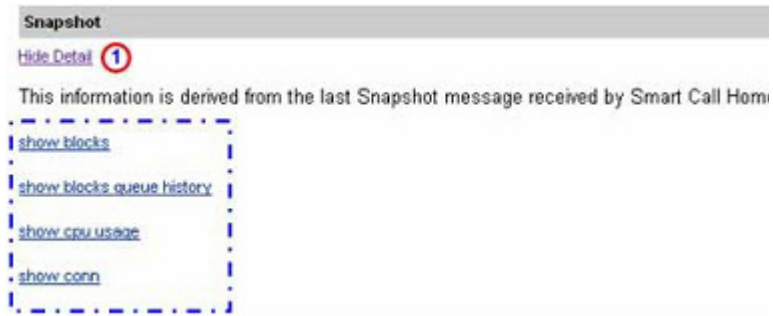 Snapshot
Hide Detail 1
This information is derived from the last Snapshot message received by Smart Call Home
show blocks
show blocks queue history
show cpu usage
show conn